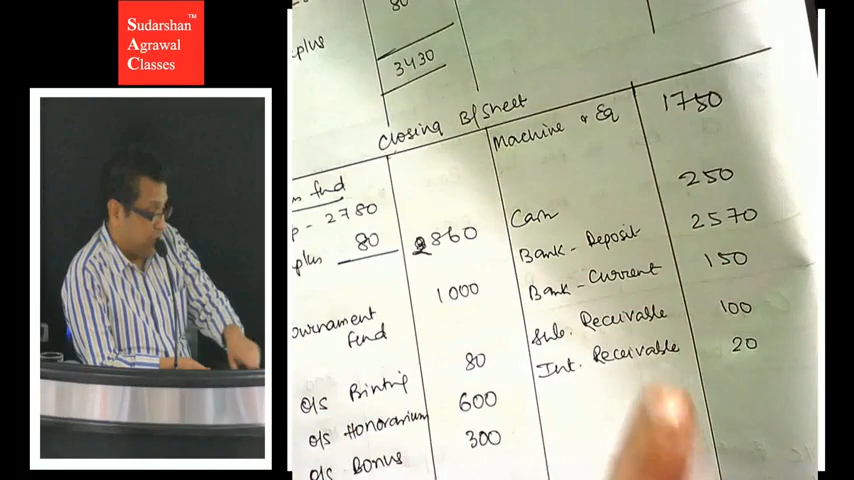 Sudarshan™
Agrawal
Classes
80
plus
3430
Closing B/Sheet
Machine & Eq 1750
fnd
p - 2780
plus 80 2860
Cash 250
Bank - Deposit 2570
Bank - Current 150
ournament Fund 1000
Sub. Receivable 100
Int. Receivable 20
O/S Printing 80
O/S Honorarium 600
O/S Bonus 300